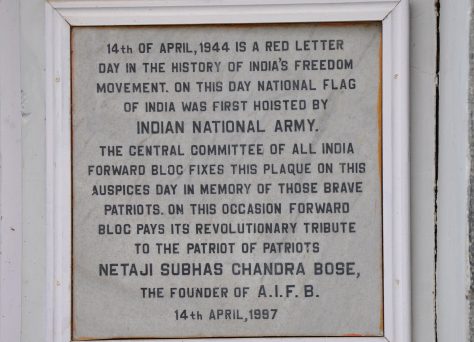 14th OF APRIL, 1944 IS A RED LETTER
DAY IN THE HISTORY OF INDIA'S FREEDOM
MOVEMENT. ON THIS DAY NATIONAL FLAG
OF INDIA WAS FIRST HOISTED BY
INDIAN NATIONAL ARMY.
THE CENTRAL COMMITTEE OF ALL INDIA
FORWARD BLOC FIXES THIS PLAQUE ON THIS
AUSPICES DAY IN MEMORY OF THOSE BRAVE
PATRIOTS. ON THIS OCCASION FORWARD
BLOC PAYS ITS REVOLUTIONARY TRIBUTE
TO THE PATRIOT OF PATRIOTS
NETAJI SUBHAS CHANDRA BOSE,
THE FOUNDER OF A.I.F.B.
14th APRIL, 1987